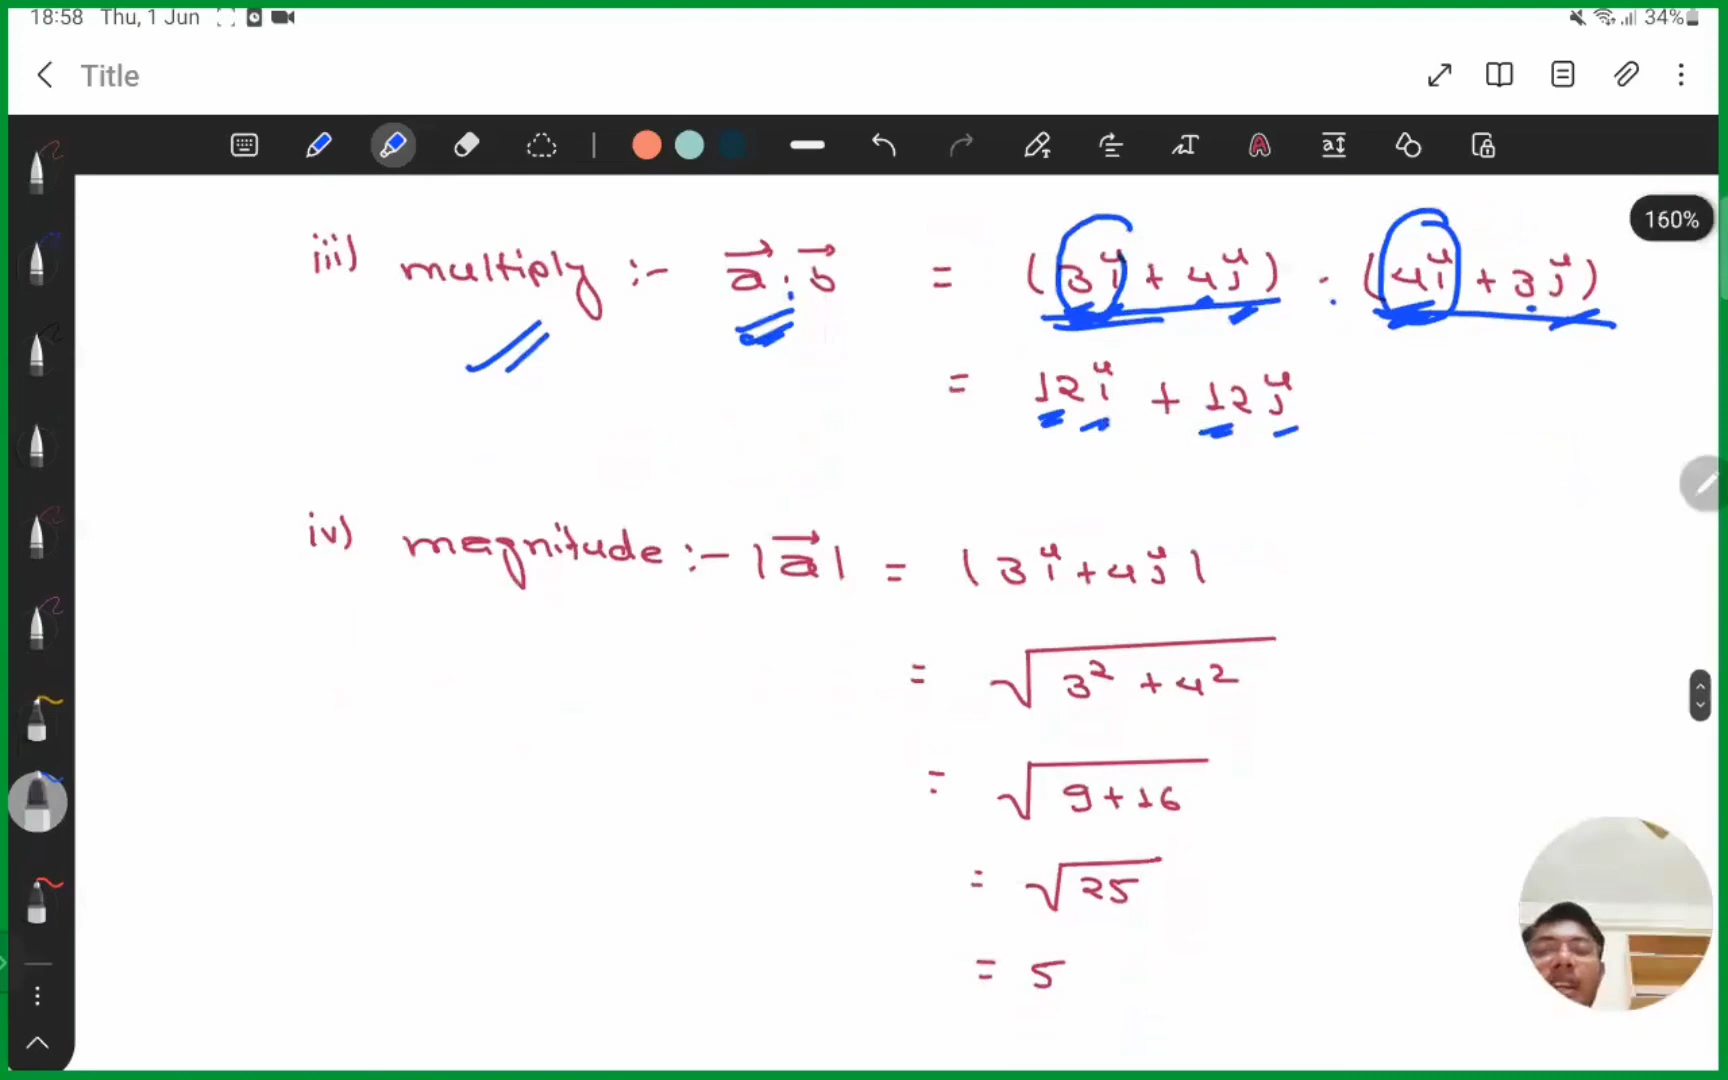 18:58 Thu, 1 Jun 34%
Title
160%
iii) multiply :- a⃗ . b⃗ = (3î + 4ĵ) . (4î + 3ĵ)
= 12î + 12ĵ
iv) magnitude :- |a⃗| = |3î + 4ĵ|
= √(3² + 4²)
= √(9 + 16)
= √25
= 5